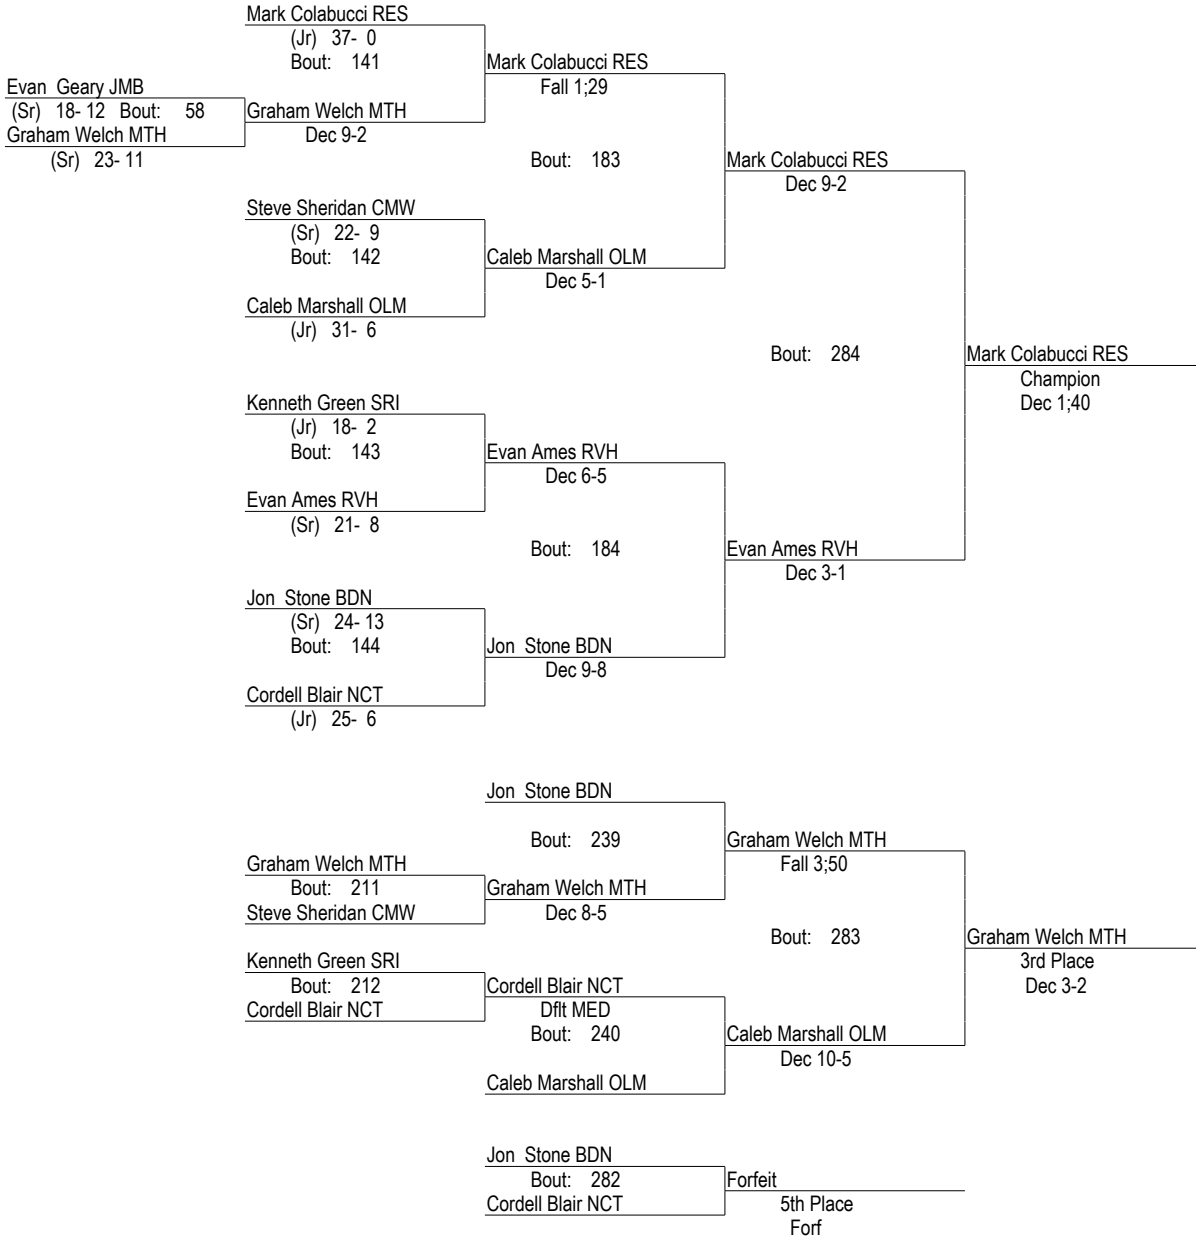 Mark Colabucci RES
(Jr) 37- 0
Bout: 141
Mark Colabucci RES
Fall 1;29
Evan Geary JMB
(Sr) 18- 12 Bout: 58
Graham Welch MTH
(Sr) 23- 11
Graham Welch MTH
Dec 9-2
Bout: 183
Mark Colabucci RES
Dec 9-2
Steve Sheridan CMW
(Sr) 22- 9
Bout: 142
Caleb Marshall OLM
Dec 5-1
Caleb Marshall OLM
(Jr) 31- 6
Bout: 284
Mark Colabucci RES
Champion
Dec 1;40
Kenneth Green SRI
(Jr) 18- 2
Bout: 143
Evan Ames RVH
Dec 6-5
Evan Ames RVH
(Sr) 21- 8
Bout: 184
Evan Ames RVH
Dec 3-1
Jon Stone BDN
(Sr) 24- 13
Bout: 144
Jon Stone BDN
Dec 9-8
Cordell Blair NCT
(Jr) 25- 6
Jon Stone BDN
Bout: 239
Graham Welch MTH
Fall 3;50
Graham Welch MTH
Bout: 211
Steve Sheridan CMW
Graham Welch MTH
Dec 8-5
Bout: 283
Graham Welch MTH
3rd Place
Dec 3-2
Kenneth Green SRI
Bout: 212
Cordell Blair NCT
Cordell Blair NCT
Dflt MED
Bout: 240
Caleb Marshall OLM
Dec 10-5
Caleb Marshall OLM
Jon Stone BDN
Bout: 282
Cordell Blair NCT
Forfeit
5th Place
Forf